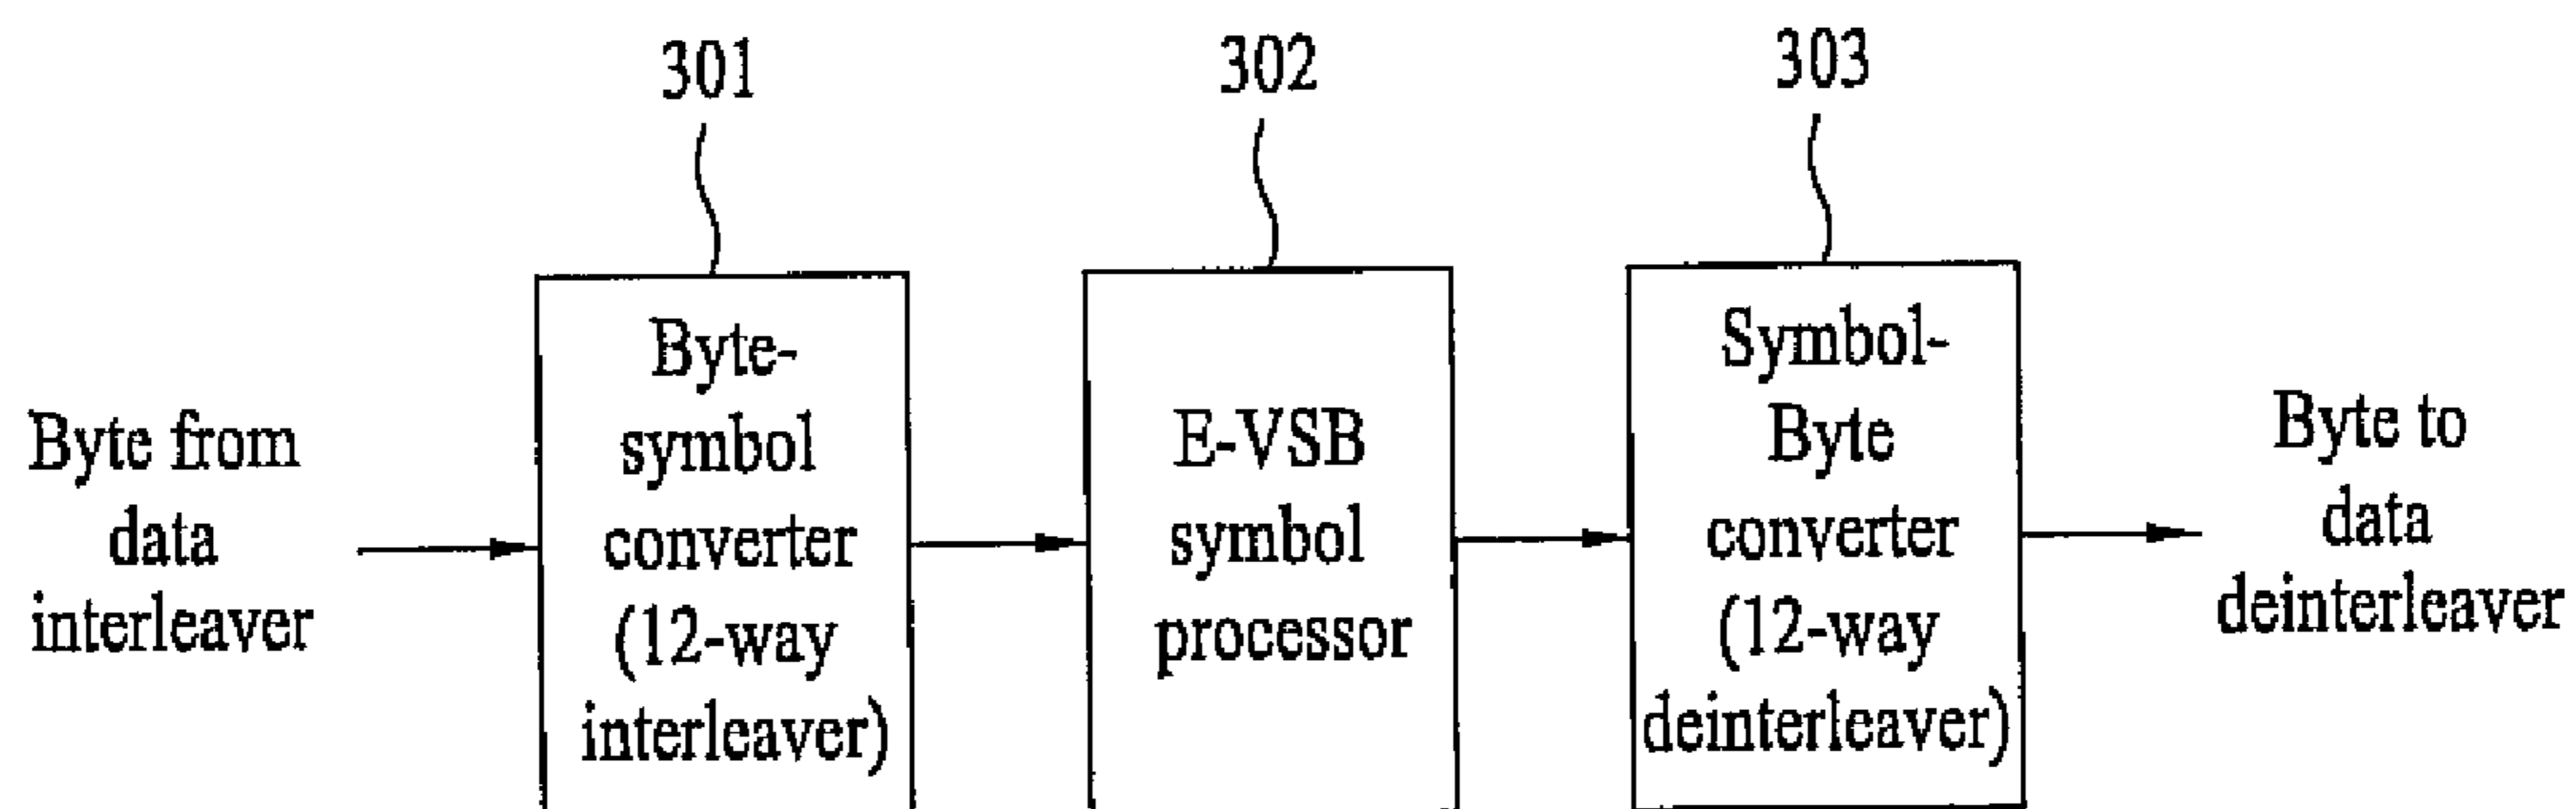 301
302
303
Byte from
data
interleaver
Byte-
symbol
converter
(12-way
interleaver)
E-VSB
symbol
processor
Symbol-
Byte
converter
(12-way
deinterleaver)
Byte to
data
deinterleaver